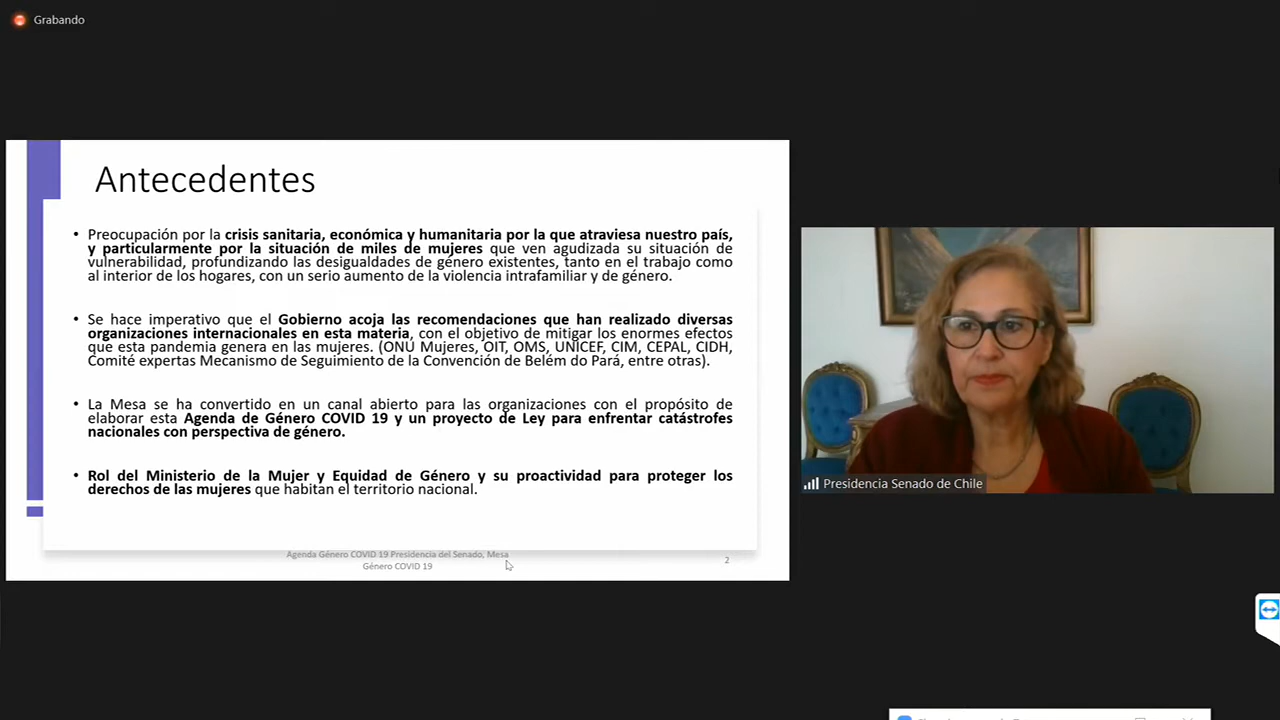 Grabando
Antecedentes
• Preocupación por la crisis sanitaria, económica y humanitaria por la que atraviesa nuestro país,
y particularmente por la situación de miles de mujeres que ven agudizada su situación de
vulnerabilidad, profundizando las desigualdades de género existentes, tanto en el trabajo como
al interior de los hogares, con un serio aumento de la violencia intrafamiliar y de género.
• Se hace imperativo que el Gobierno acoja las recomendaciones que han realizado diversas
organizaciones internacionales en esta materia, con el objetivo de mitigar los enormes efectos
que esta pandemia genera en las mujeres. (ONU Mujeres, OIT, OMS, UNICEF, CIM, CEPAL, CIDH,
Comité expertas Mecanismo de Seguimiento de la Convención de Belém do Pará, entre otras).
• La Mesa se ha convertido en un canal abierto para las organizaciones con el propósito de
elaborar esta Agenda de Género COVID 19 y un proyecto de Ley para enfrentar catástrofes
nacionales con perspectiva de género.
• Rol del Ministerio de la Mujer y Equidad de Género y su proactividad para proteger los
derechos de las mujeres que habitan el territorio nacional.
Agenda Género COVID 19 Presidencia del Senado, Mesa
Género COVID 19
2
Presidencia Senado de Chile